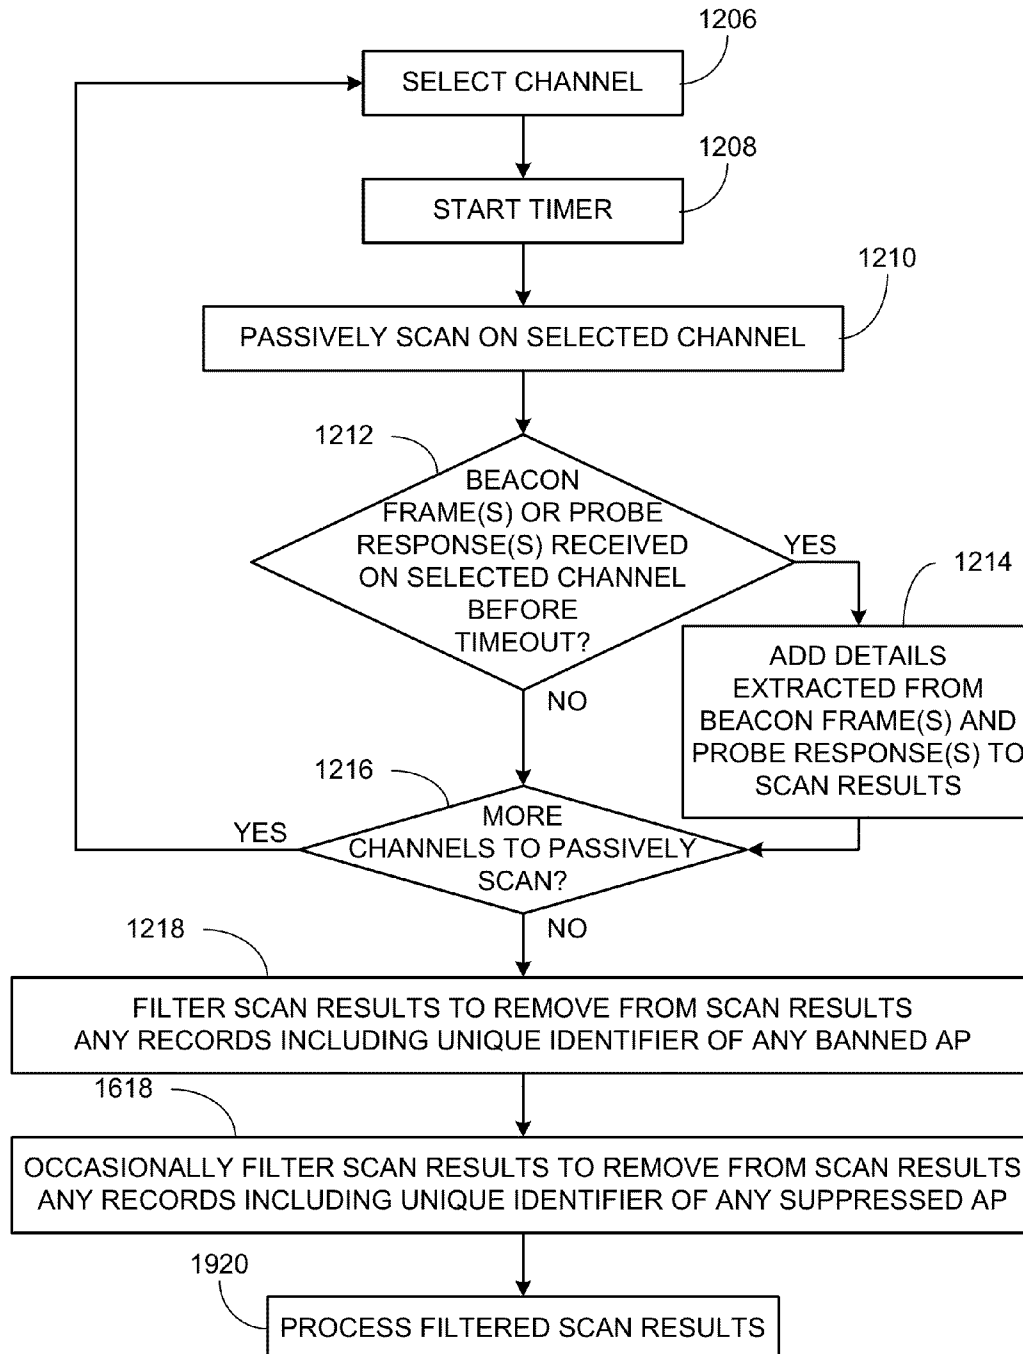 1206
SELECT CHANNEL
1208
START TIMER
1210
PASSIVELY SCAN ON SELECTED CHANNEL
1212
BEACON
FRAME(S) OR PROBE
RESPONSE(S) RECEIVED
ON SELECTED CHANNEL
BEFORE
TIMEOUT?
YES
1214
ADD DETAILS
EXTRACTED FROM
BEACON FRAME(S) AND
PROBE RESPONSE(S) TO
SCAN RESULTS
NO
1216
YES
MORE
CHANNELS TO PASSIVELY
SCAN?
NO
1218
FILTER SCAN RESULTS TO REMOVE FROM SCAN RESULTS
ANY RECORDS INCLUDING UNIQUE IDENTIFIER OF ANY BANNED AP
1618
OCCASIONALLY FILTER SCAN RESULTS TO REMOVE FROM SCAN RESULTS
ANY RECORDS INCLUDING UNIQUE IDENTIFIER OF ANY SUPPRESSED AP
1920
PROCESS FILTERED SCAN RESULTS